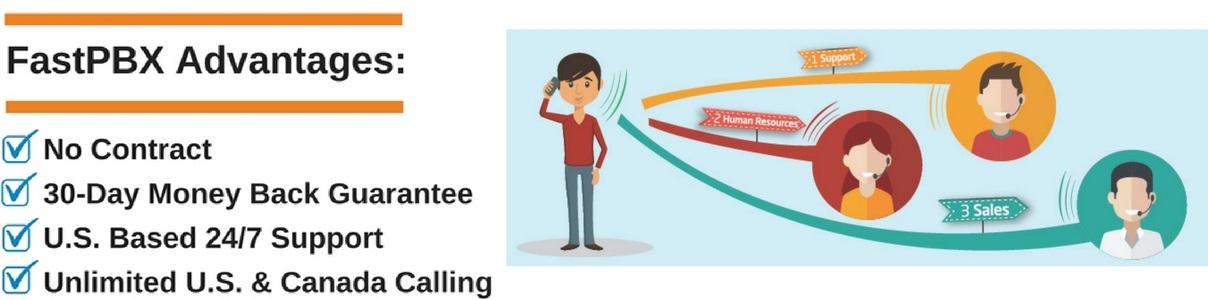 FastPBX Advantages:
No Contract
30-Day Money Back Guarantee
U.S. Based 24/7 Support
Unlimited U.S. & Canada Calling
1 Support
2 Human Resources
3 Sales